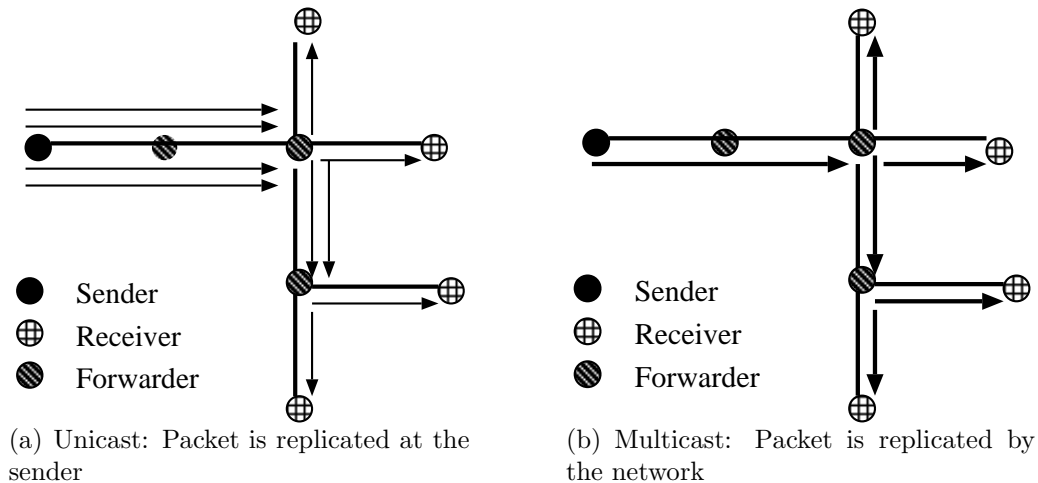 Sender
Receiver
Forwarder
(a) Unicast: Packet is replicated at the
sender
Sender
Receiver
Forwarder
(b) Multicast: Packet is replicated by
the network